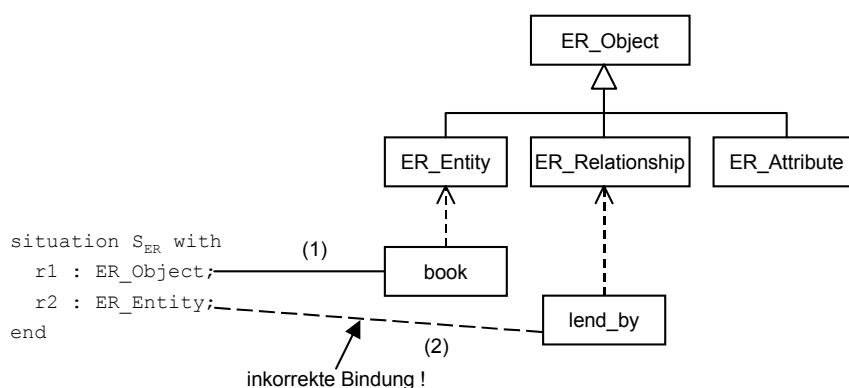 ER_Object
ER_Entity
ER_Relationship
ER_Attribute
situation S_ER with
(1)
r1 : ER_Object;
book
r2 : ER_Entity;
lend_by
end
(2)
inkorrekte Bindung !